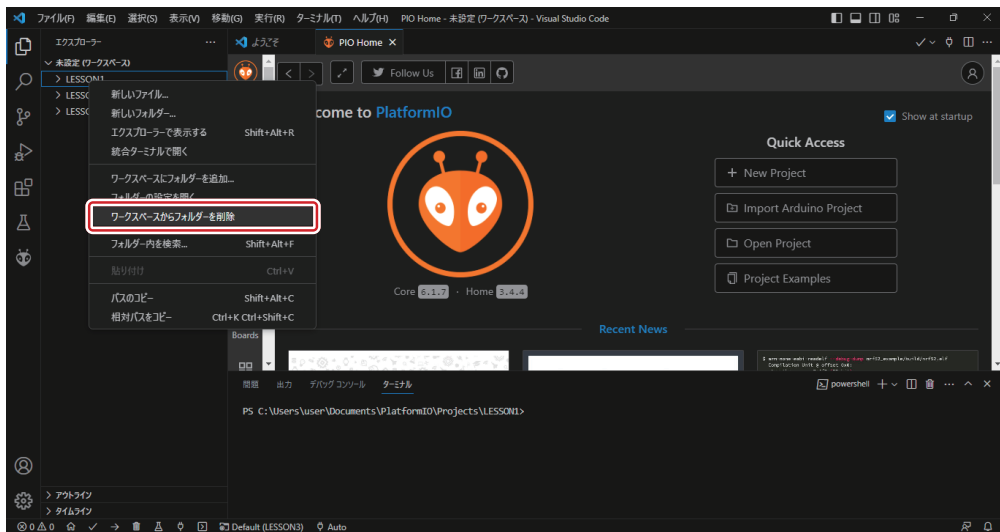 ファイル(F) 編集(E) 選択(S) 表示(V) 移動(G) 実行(R) ターミナル(T) ヘルプ(H) PIO Home - 未設定 (ワークスペース) - Visual Studio Code
エクスプローラー ··· ようこそ PIO Home
未設定 (ワークスペース)
> LESSON1
新しいファイル...
新しいフォルダー...
エクスプローラーで表示する Shift+Alt+R
統合ターミナルで開く
ワークスペースにフォルダーを追加...
フォルダーの設定を開く
ワークスペースからフォルダーを削除
フォルダー内を検索... Shift+Alt+F
貼り付け Ctrl+V
パスのコピー Shift+Alt+C
相対パスをコピー Ctrl+K Ctrl+Shift+C
> LESSO
> LESSO
Follow Us
come to PlatformIO
Show at startup
Core 6.1.7 · Home 3.4.4
Quick Access
+ New Project
Import Arduino Project
Open Project
Project Examples
Boards
Recent News
問題 出力 デバッグ コンソール ターミナル powershell
PS C:\Users\user\Documents\PlatformIO\Projects\LESSON1>
> アウトライン
> タイムライン
0 0 Default (LESSON3) Auto